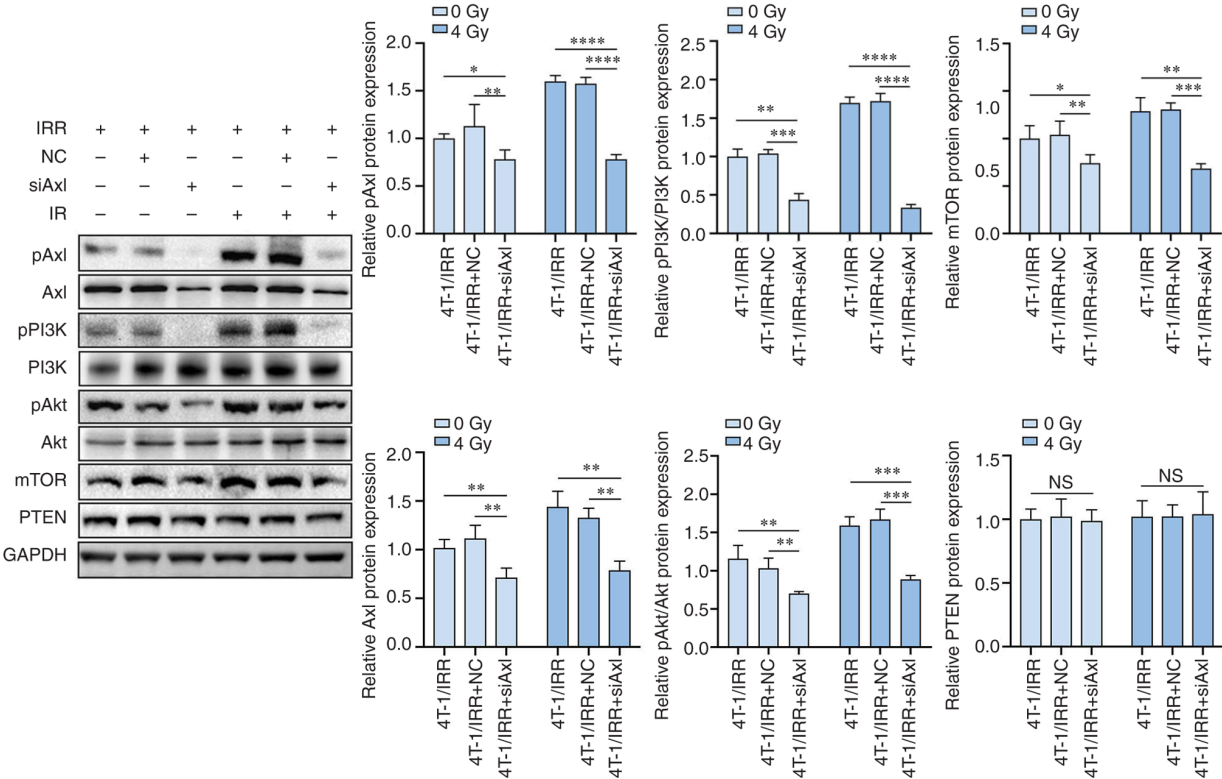 IRR + + + + + +
NC – + – – + –
siAxl – – + – – +
IR – – – + + +
pAxl
Axl
pPI3K
PI3K
pAkt
Akt
mTOR
PTEN
GAPDH
0 Gy
4 Gy
Relative pAxl protein expression
2.0
1.5
1.0
0.5
0.0
*
**
****
****
4T-1/IRR
4T-1/IRR+NC
4T-1/IRR+siAxl
4T-1/IRR
4T-1/IRR+NC
4T-1/IRR+siAxl
0 Gy
4 Gy
Relative pPI3K/PI3K protein expression
2.5
2.0
1.5
1.0
0.5
0.0
**
***
****
****
4T-1/IRR
4T-1/IRR+NC
4T-1/IRR+siAxl
4T-1/IRR
4T-1/IRR+NC
4T-1/IRR+siAxl
0 Gy
4 Gy
Relative mTOR protein expression
1.5
1.0
1.0
0.5
0.0
*
**
**
***
4T-1/IRR
4T-1/IRR+NC
4T-1/IRR+siAxl
4T-1/IRR
4T-1/IRR+NC
4T-1/IRR+siAxl
0 Gy
4 Gy
Relative Axl protein expression
2.0
1.5
1.0
0.5
0.0
**
**
**
**
4T-1/IRR
4T-1/IRR+NC
4T-1/IRR+siAxl
4T-1/IRR
4T-1/IRR+NC
4T-1/IRR+siAxl
0 Gy
4 Gy
Relative pAkt/Akt protein expression
2.5
2.0
1.5
1.0
0.5
0.0
**
**
***
***
4T-1/IRR
4T-1/IRR+NC
4T-1/IRR+siAxl
4T-1/IRR
4T-1/IRR+NC
4T-1/IRR+siAxl
0 Gy
4 Gy
Relative PTEN protein expression
1.5
1.0
0.5
0.0
NS
NS
4T-1/IRR
4T-1/IRR+NC
4T-1/IRR+siAxl
4T-1/IRR
4T-1/IRR+NC
4T-1/IRR+siAxl